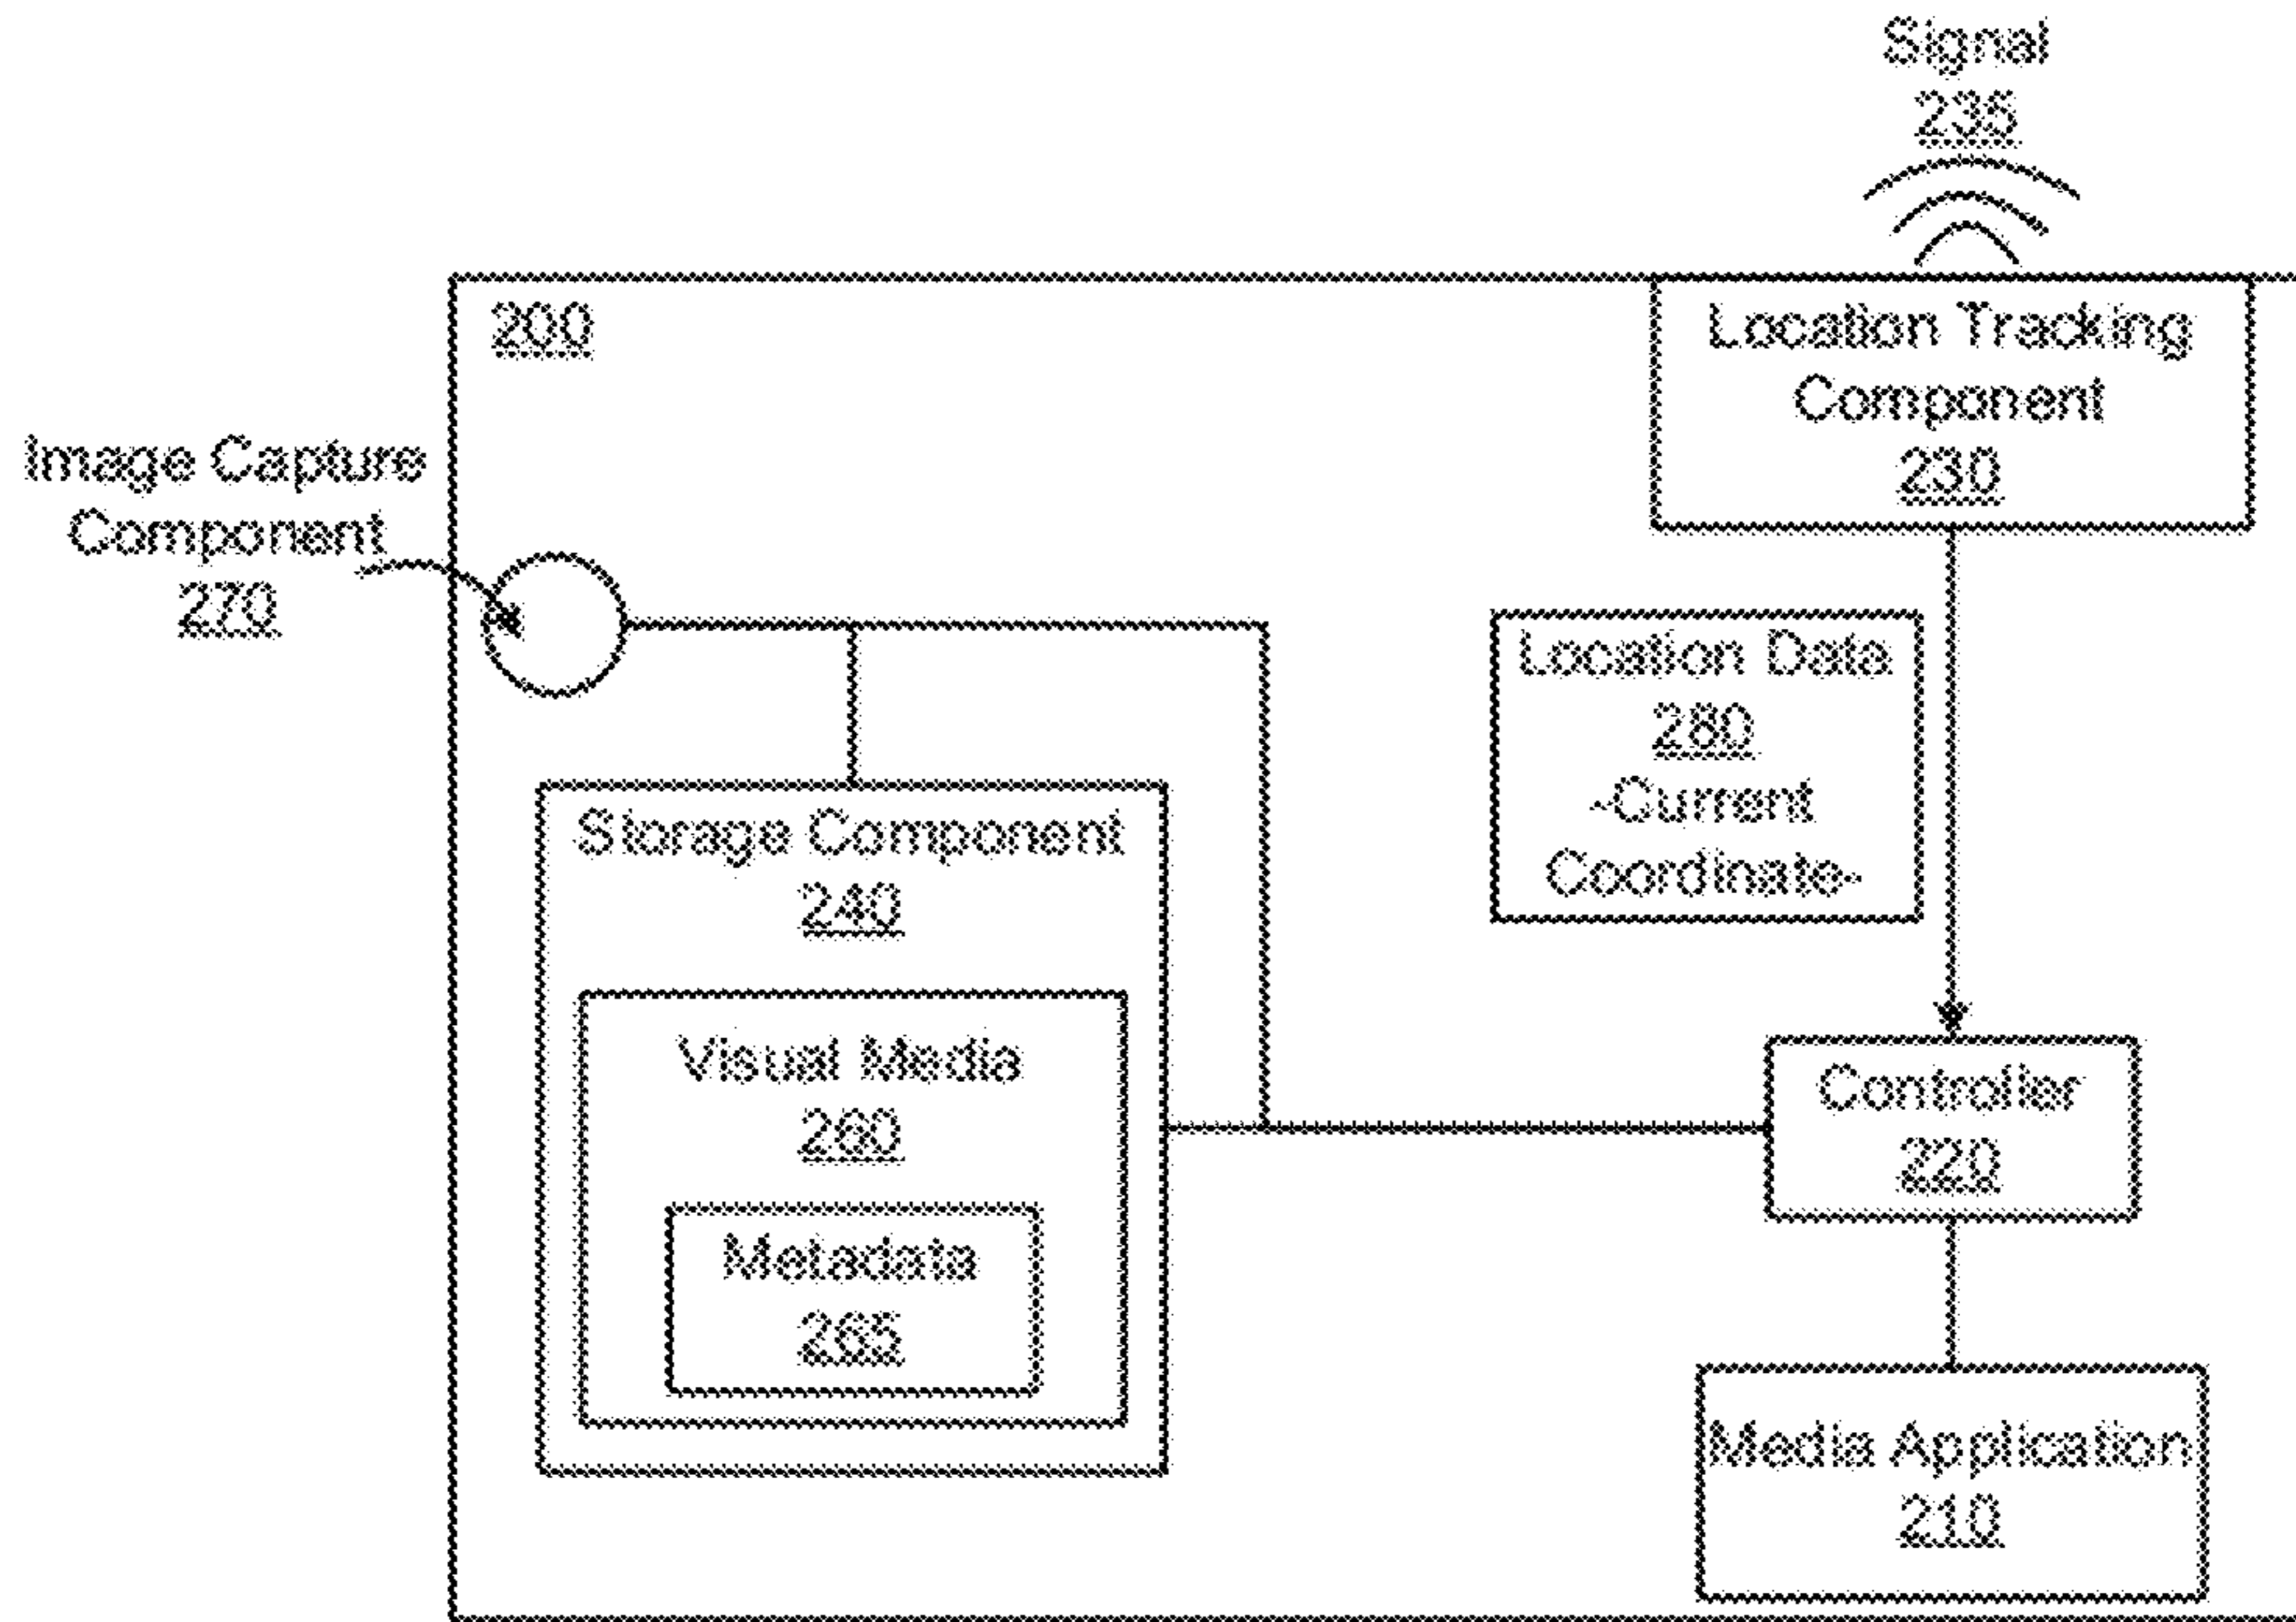 Signal
235
200
Location Tracking
Component
230
Image Capture
Component
270
Location Data
280
-Current
Coordinate-
Storage Component
240
Visual Media
260
Metadata
265
Controller
220
Media Application
210